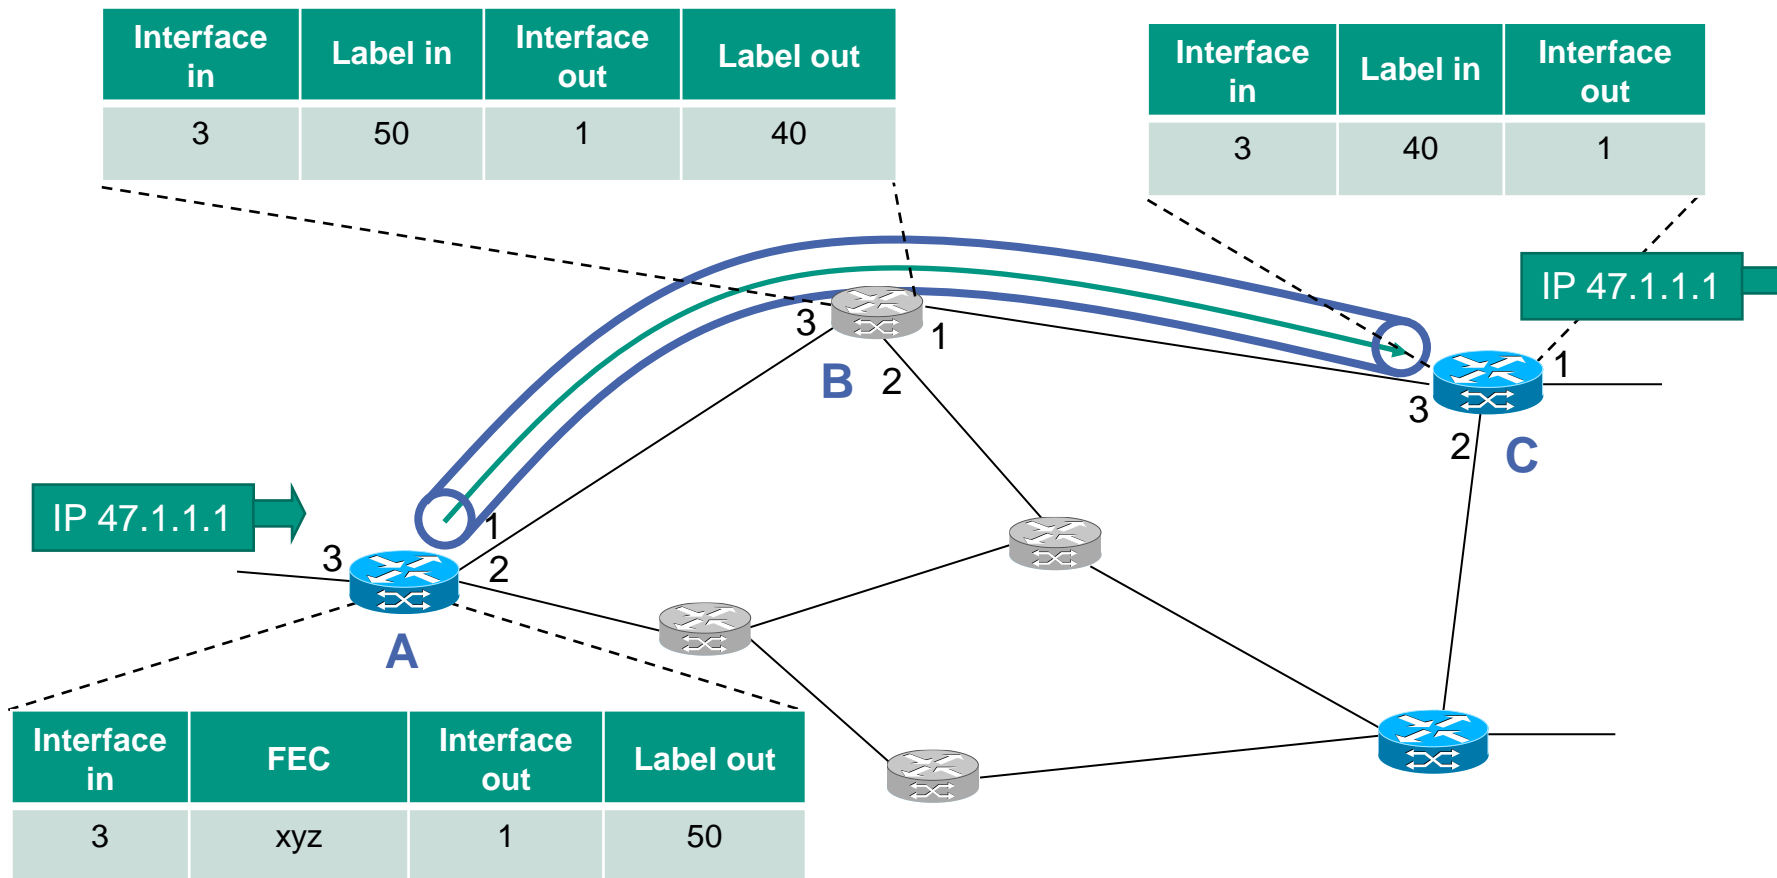 Interface in	Label in	Interface out	Label out
3	50	1	40
Interface in	Label in	Interface out
3	40	1
IP 47.1.1.1
3
1
B
2
1
3
2
C
IP 47.1.1.1
1
3
2
A
Interface in	FEC	Interface out	Label out
3	xyz	1	50